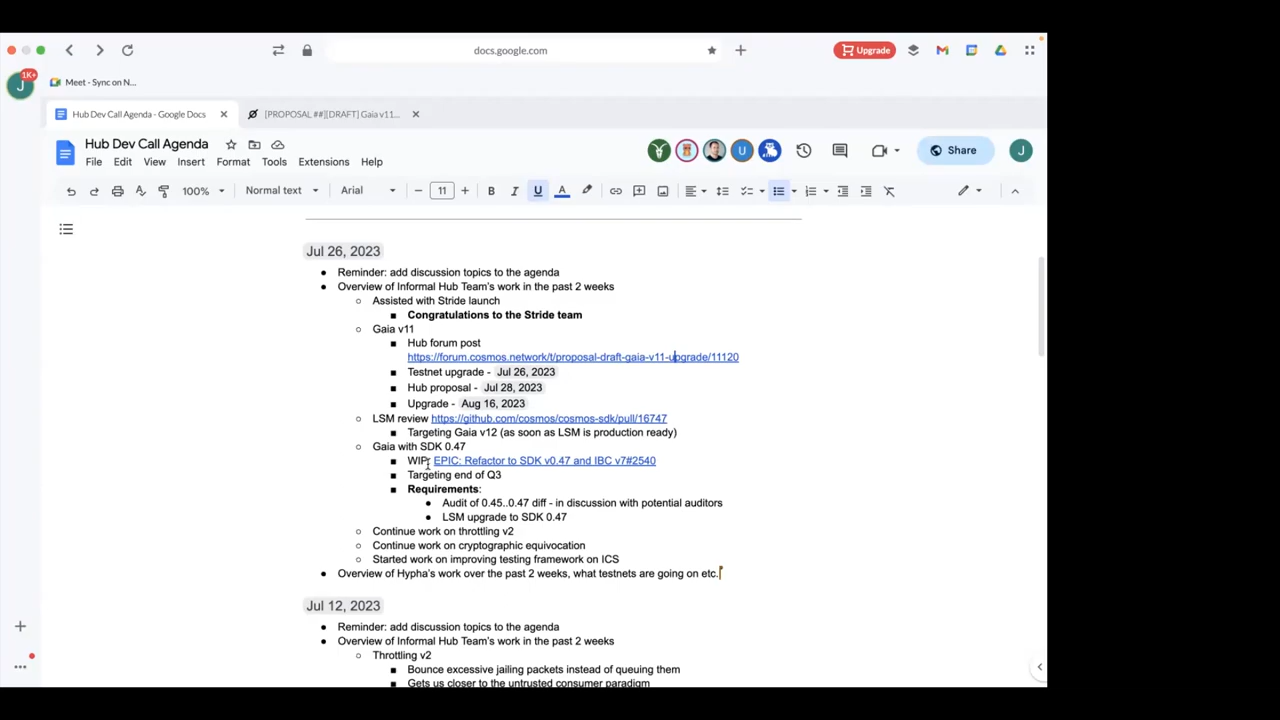 docs.google.com
Upgrade
1K+
J
Meet - Sync on N...
Hub Dev Call Agenda - Google Docs
[PROPOSAL ##][DRAFT] Gaia v11...
Hub Dev Call Agenda
File Edit View Insert Format Tools Extensions Help
U
Share
J
100% Normal text Arial 11 B I U A
Jul 26, 2023
Reminder: add discussion topics to the agenda
Overview of Informal Hub Team's work in the past 2 weeks
Assisted with Stride launch
Congratulations to the Stride team
Gaia v11
Hub forum post
https://forum.cosmos.network/t/proposal-draft-gaia-v11-upgrade/11120
Testnet upgrade - Jul 26, 2023
Hub proposal - Jul 28, 2023
Upgrade - Aug 16, 2023
LSM review https://github.com/cosmos/cosmos-sdk/pull/16747
Targeting Gaia v12 (as soon as LSM is production ready)
Gaia with SDK 0.47
WIP: EPIC: Refactor to SDK v0.47 and IBC v7#2540
Targeting end of Q3
Requirements:
Audit of 0.45..0.47 diff - in discussion with potential auditors
LSM upgrade to SDK 0.47
Continue work on throttling v2
Continue work on cryptographic equivocation
Started work on improving testing framework on ICS
Overview of Hypha's work over the past 2 weeks, what testnets are going on etc.
Jul 12, 2023
Reminder: add discussion topics to the agenda
Overview of Informal Hub Team's work in the past 2 weeks
Throttling v2
Bounce excessive jailing packets instead of queuing them
Gets us closer to the untrusted consumer paradigm